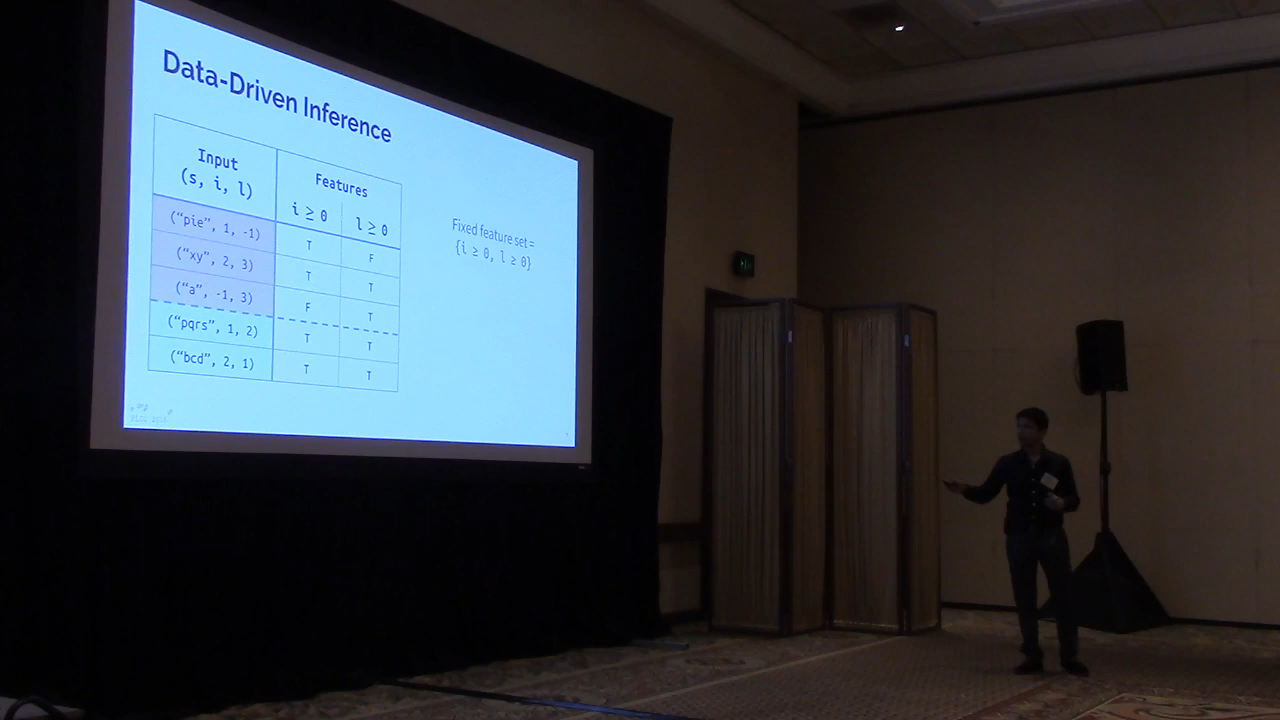 Data-Driven Inference
Input
(s, i, l)
Features
i ≥ 0
l ≥ 0
("pie", 1, -1)
T
F
("xy", 2, 3)
T
T
("a", -1, 3)
F
T
("pqrs", 1, 2)
T
T
("bcd", 2, 1)
T
T
Fixed feature set =
{i ≥ 0, l ≥ 0}